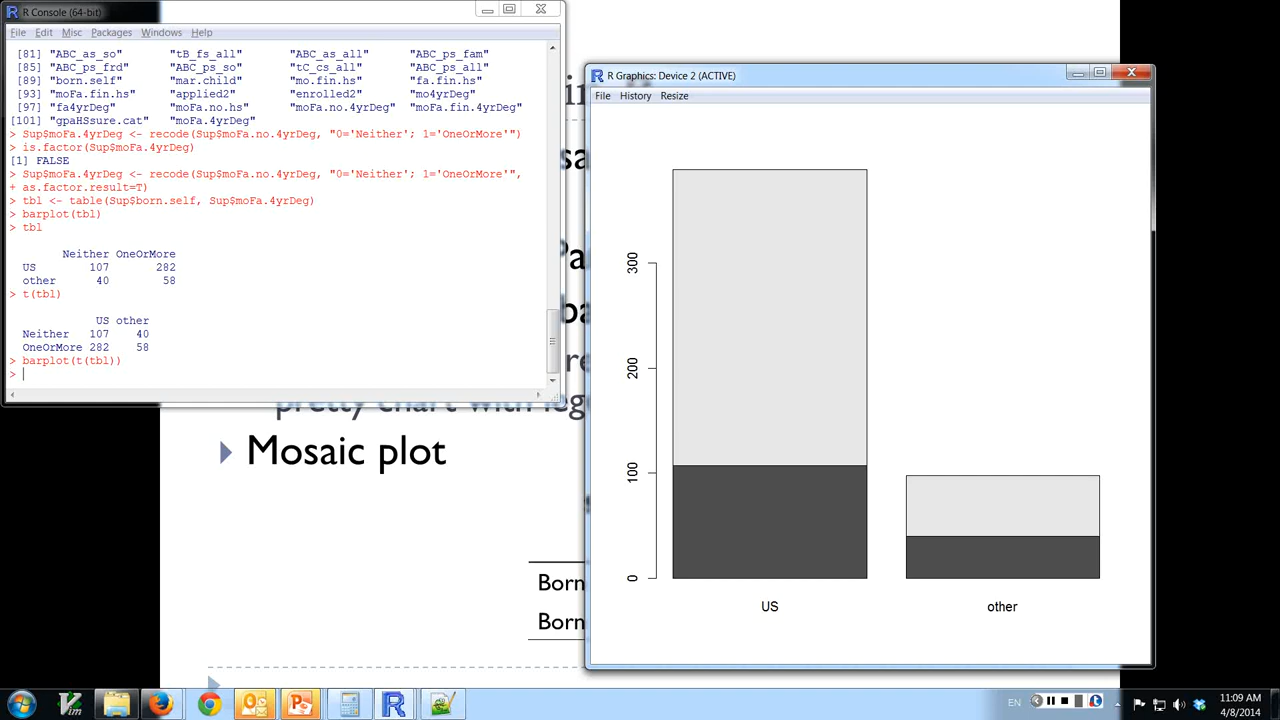 R Console (64-bit)
File Edit Misc Packages Windows Help
[81] "ABC_as_so" "tB_fs_all" "ABC_as_all" "ABC_ps_fam"
[85] "ABC_ps_frd" "ABC_ps_so" "tC_cs_all" "ABC_ps_all"
[89] "born.self" "mar.child" "mo.fin.hs" "fa.fin.hs"
[93] "moFa.fin.hs" "applied2" "enrolled2" "mo4yrDeg"
[97] "fa4yrDeg" "moFa.no.hs" "moFa.no.4yrDeg" "moFa.fin.4yrDeg"
[101] "gpaHSsure.cat" "moFa.4yrDeg"
> Sup$moFa.4yrDeg <- recode(Sup$moFa.no.4yrDeg, "0='Neither'; 1='OneOrMore'")
> is.factor(Sup$moFa.4yrDeg)
[1] FALSE
> Sup$moFa.4yrDeg <- recode(Sup$moFa.no.4yrDeg, "0='Neither'; 1='OneOrMore'",
+ as.factor.result=T)
> tbl <- table(Sup$born.self, Sup$moFa.4yrDeg)
> barplot(tbl)
> tbl
Neither OneOrMore
US 107 282
other 40 58
> t(tbl)
US other
Neither 107 40
OneOrMore 282 58
> barplot(t(tbl))
>
pretty chart with leg
Mosaic plot
Born
Born
R Graphics: Device 2 (ACTIVE)
File History Resize
300
200
100
0
US other
EN
11:09 AM
4/8/2014